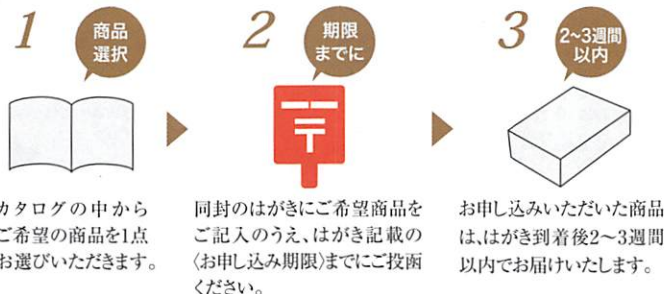 1
商品
選択
カタログの中から
ご希望の商品を1点
お選びいただきます。
2
期限
までに
同封のはがきにご希望商品を
ご記入のうえ、はがき記載の
〈お申し込み期限〉までにご投函
ください。
3
2~3週間
以内
お申し込みいただいた商品
は、はがき到着後2〜3週間
以内でお届けいたします。